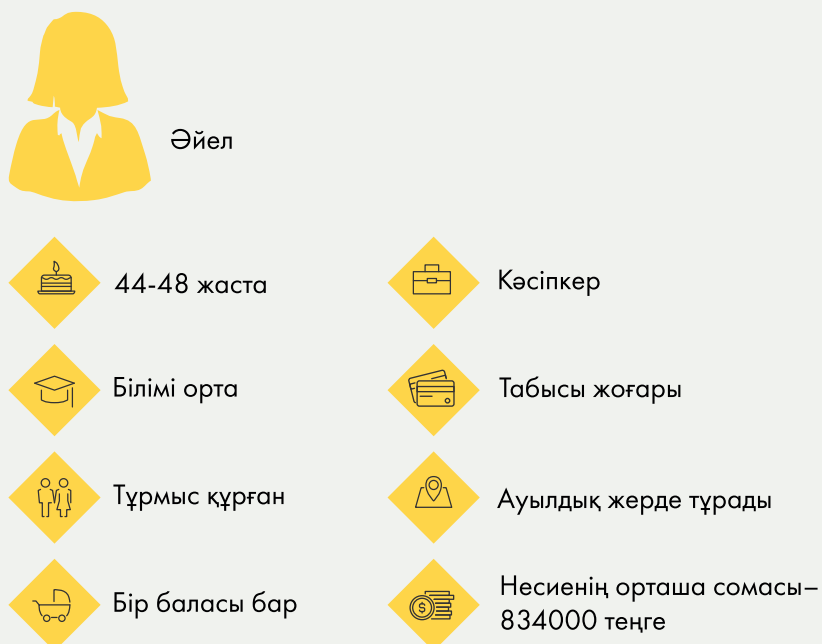 Әйел
44-48 жаста
Кәсіпкер
Білімі орта
Табысы жоғары
Тұрмыс құрған
Ауылдық жерде тұрады
Бір баласы бар
Несиенің орташа сомасы–
834000 теңге